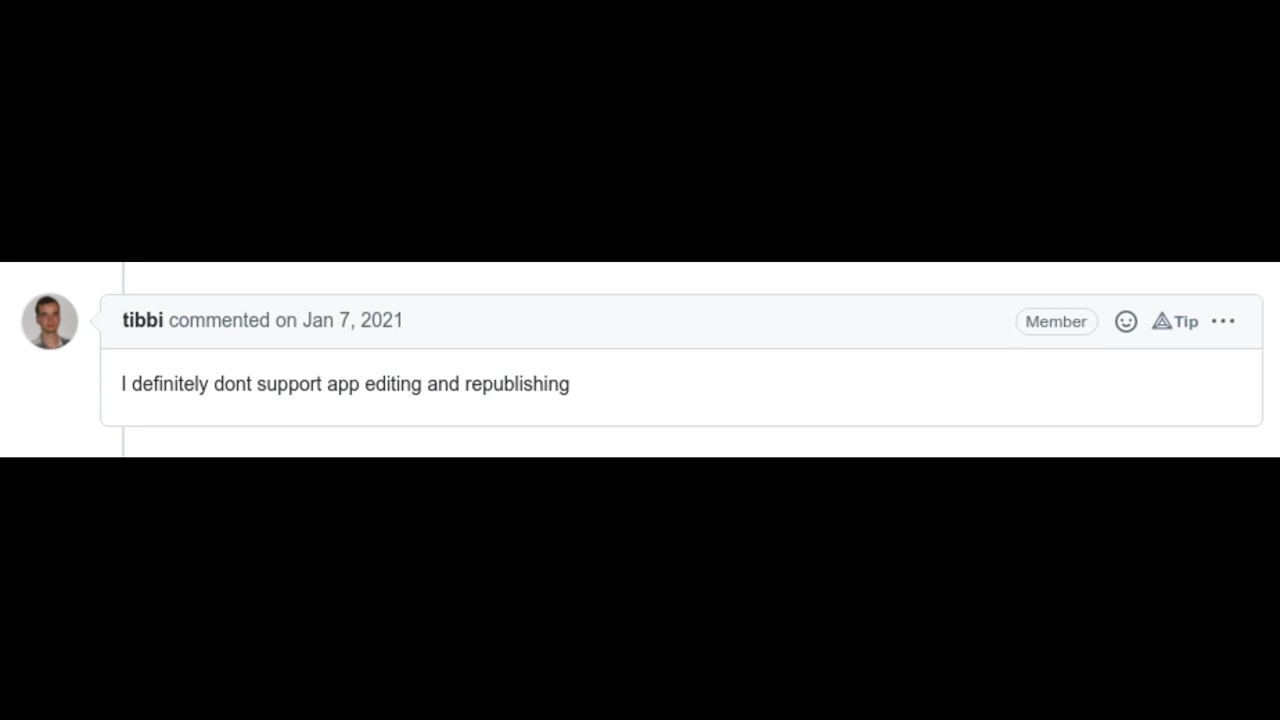 tibbi commented on Jan 7, 2021 Member Tip
I definitely dont support app editing and republishing